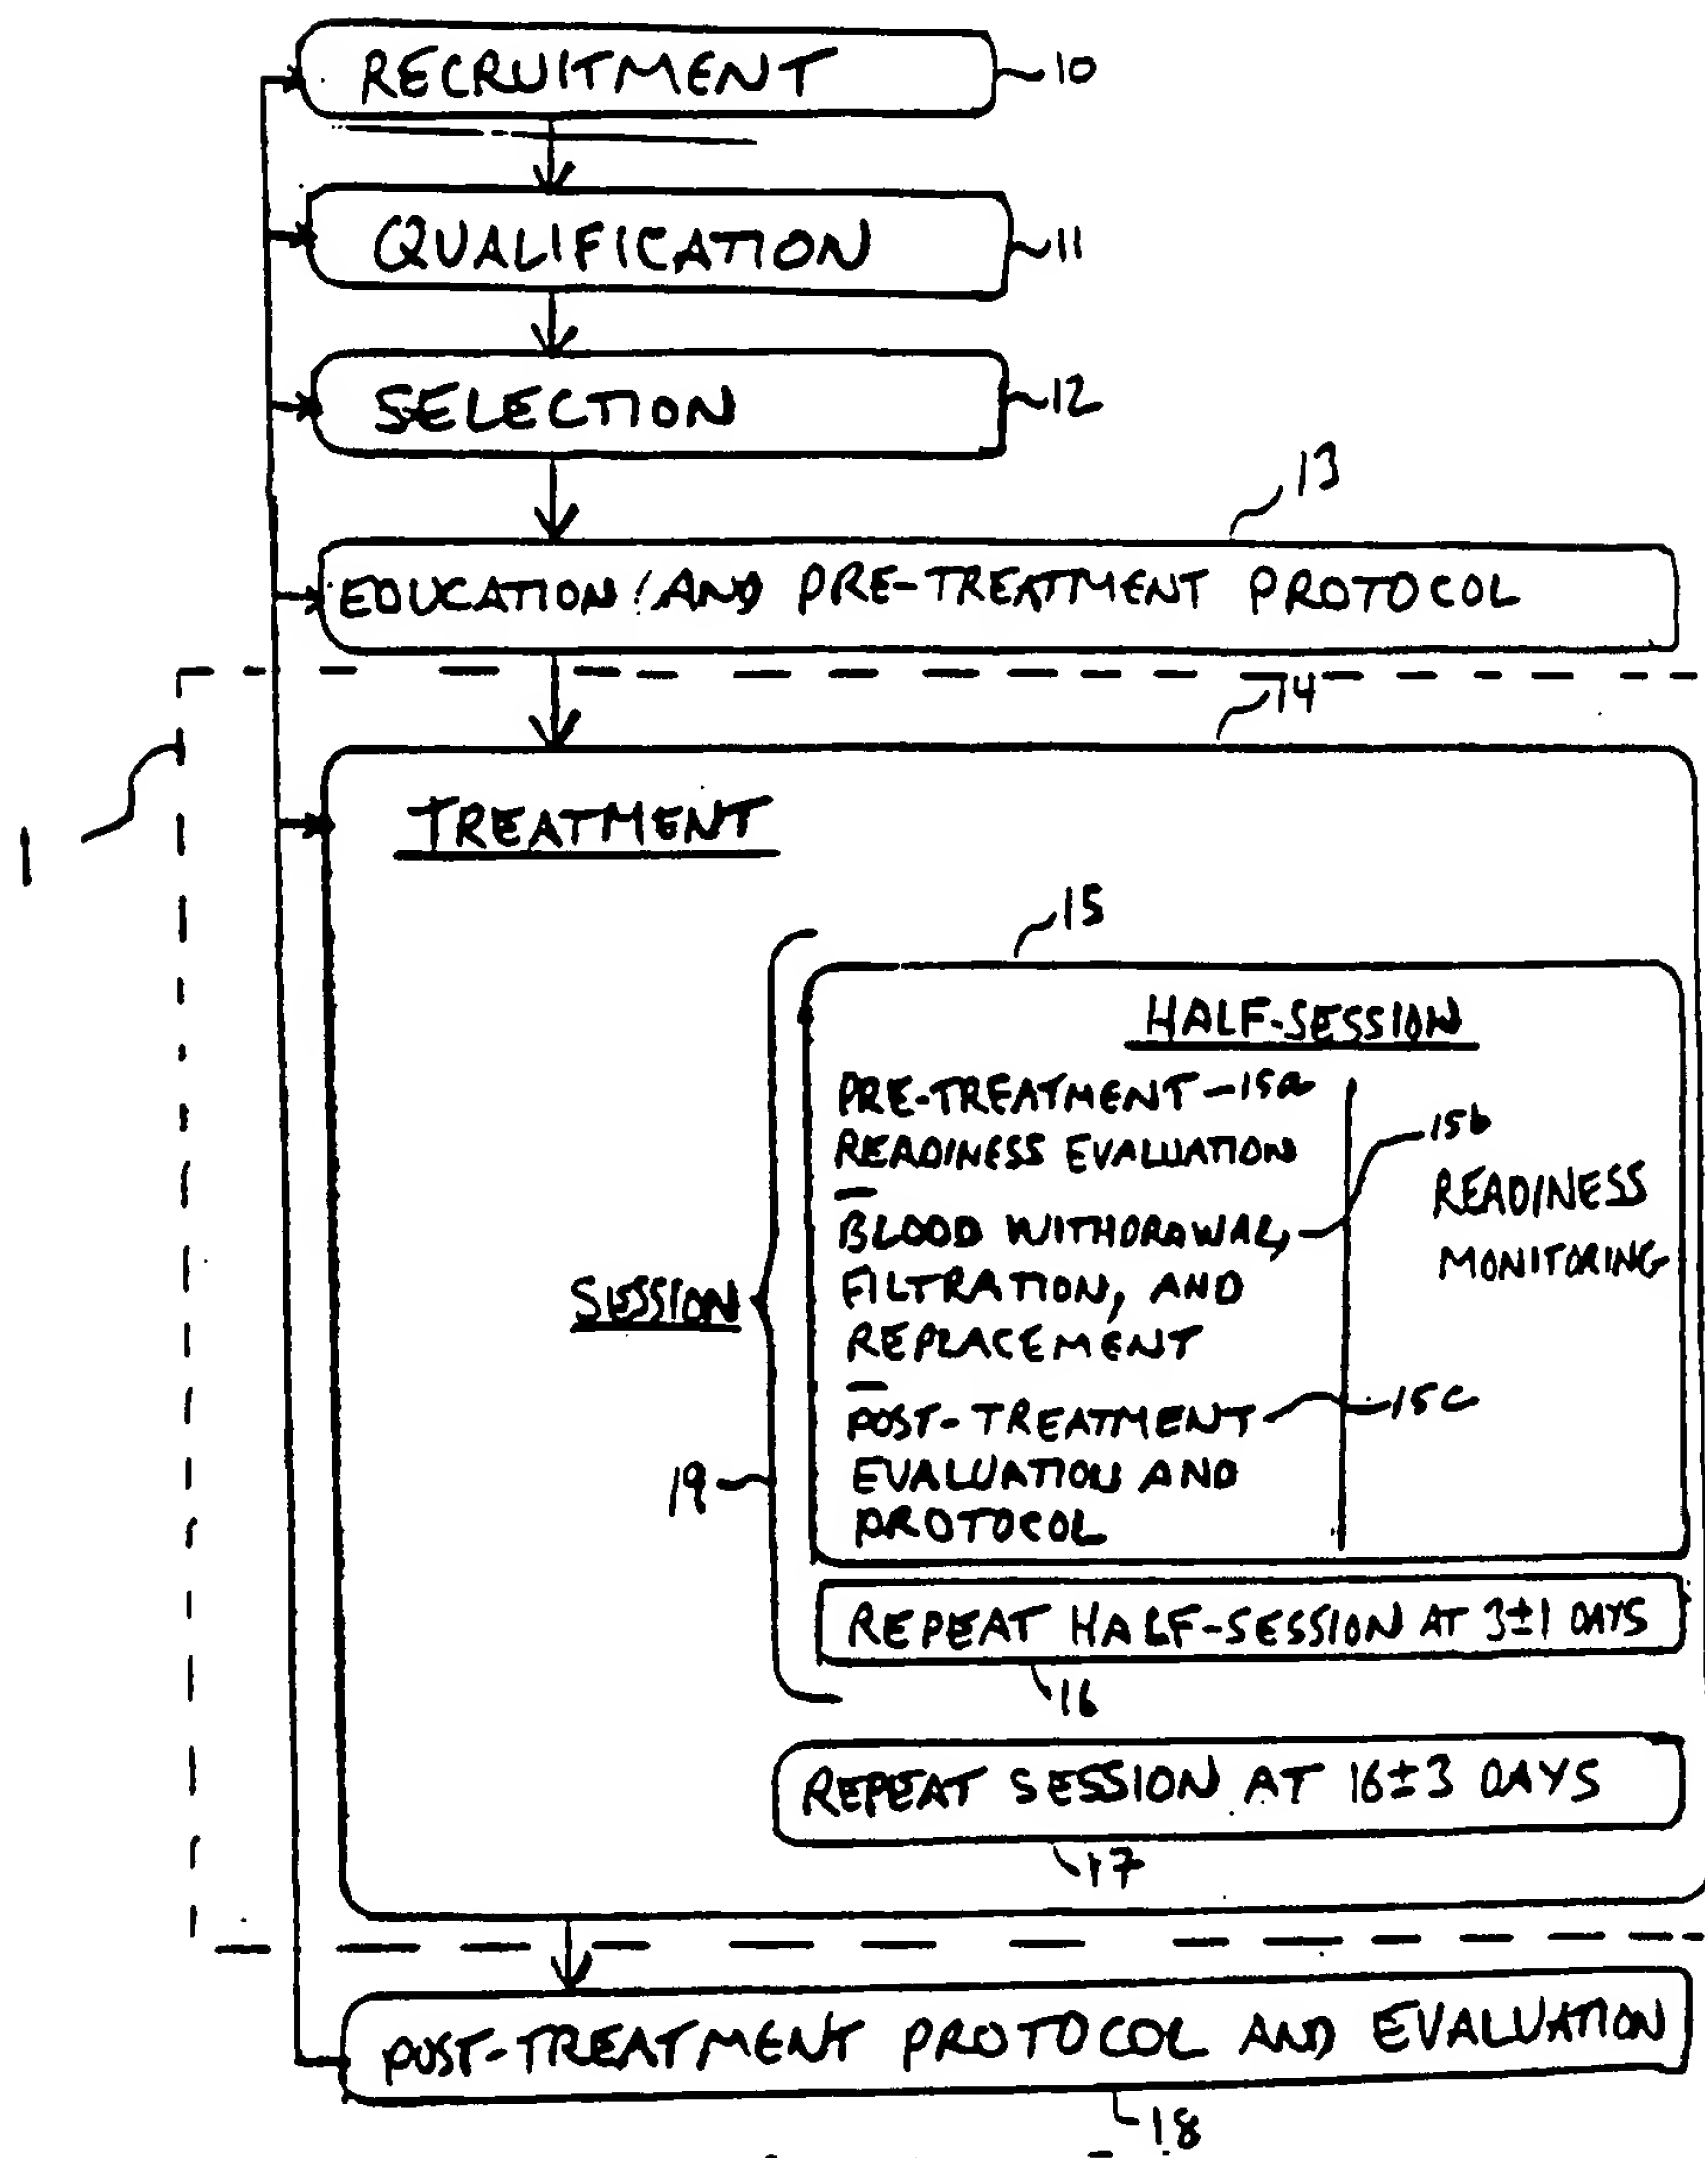 RECRUITMENT 10
QUALIFICATION 11
SELECTION 12
13
EDUCATION AND PRE-TREATMENT PROTOCOL
14
1
TREATMENT
15
HALF-SESSION
PRE-TREATMENT - 15a
READINESS EVALUATION
15b
READINESS
MONITORING
BLOOD WITHDRAWAL,
FILTRATION, AND
REPLACEMENT
SESSION
POST-TREATMENT 15c
EVALUATION AND
PROTOCOL
19
REPEAT HALF-SESSION AT 3±1 DAYS
16
REPEAT SESSION AT 16±3 DAYS
17
POST-TREATMENT PROTOCOL AND EVALUATION
18